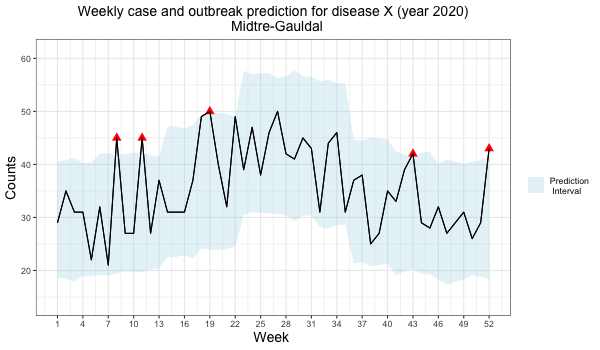 Weekly case and outbreak prediction for disease X (year 2020)
Midtre-Gauldal
Counts
60
50
40
30
20
1 4 7 10 13 16 19 22 25 28 31 34 37 40 43 46 49 52
Week
Prediction
Interval